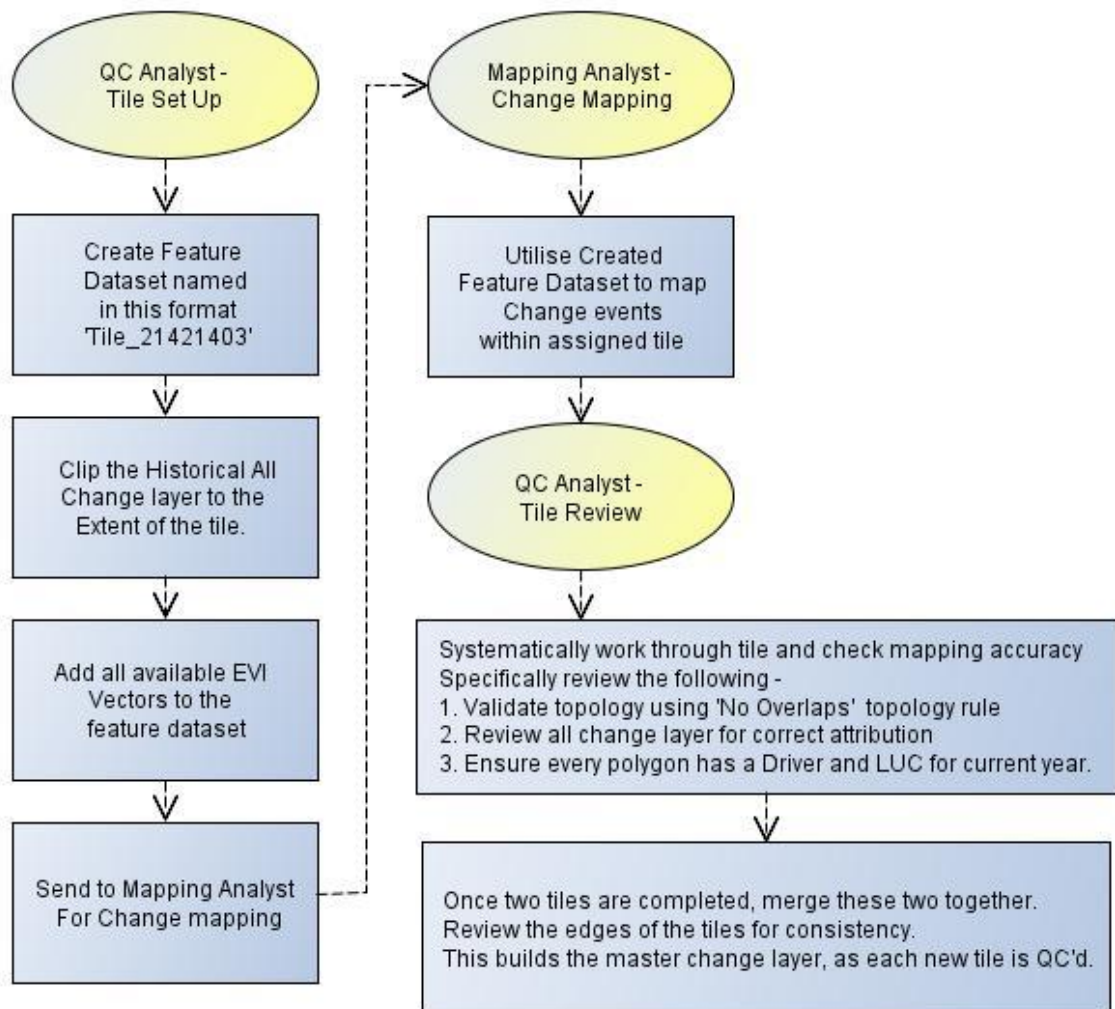 QC Analyst -
Tile Set Up
Create Feature
Dataset named
in this format
'Tile_21421403'
Clip the Historical All
Change layer to the
Extent of the tile.
Add all available EVI
Vectors to the
feature dataset
Send to Mapping Analyst
For Change mapping
Mapping Analyst -
Change Mapping
Utilise Created
Feature Dataset to map
Change events
within assigned tile
QC Analyst -
Tile Review
Systematically work through tile and check mapping accuracy
Specifically review the following -
1. Validate topology using 'No Overlaps' topology rule
2. Review all change layer for correct attribution
3. Ensure every polygon has a Driver and LUC for current year.
Once two tiles are completed, merge these two together.
Review the edges of the tiles for consistency.
This builds the master change layer, as each new tile is QC'd.